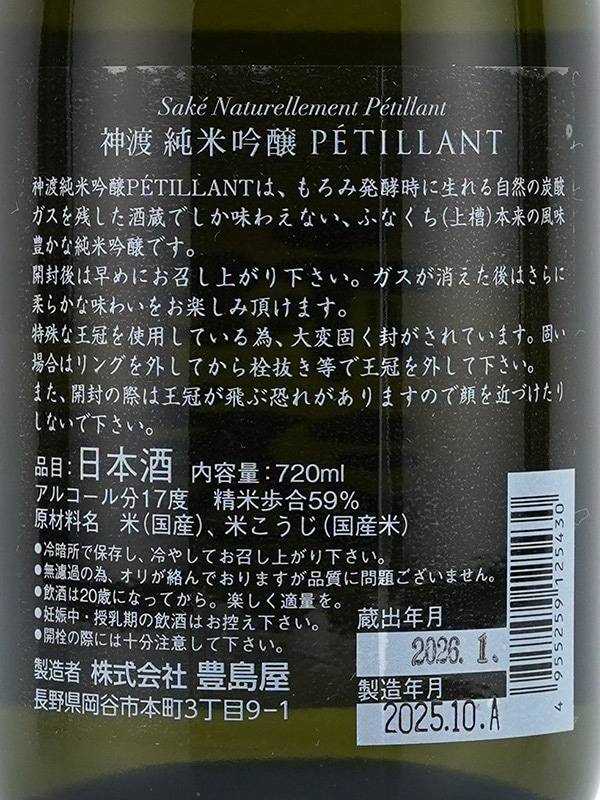 Saké Naturellement Pétillant
神渡 純米吟醸 PÉTILLANT
神渡純米吟醸PÉTILLANTは、もろみ発酵時に生れる自然の炭酸
ガスを残した酒蔵でしか味わえない、ふなくち(上槽)本来の風味
豊かな純米吟醸です。
開封後は早めにお召し上がり下さい。ガスが消えた後はさらに
柔らかな味わいをお楽しみ頂けます。
特殊な王冠を使用している為、大変固く封がされています。固い
場合はリングを外してから栓抜き等で王冠を外して下さい。
また、開封の際は王冠が飛ぶ恐れがありますので顔を近づけたり
しないで下さい。
品目:日本酒 内容量:720ml
アルコール分17度 精米歩合59%
原材料名 米(国産)、米こうじ(国産米)
●冷暗所で保存し、冷やしてお召し上がり下さい。
●無濾過の為、オリが絡んでおりますが品質に問題ございません。
●飲酒は20歳になってから。楽しく適量を。
●妊娠中・授乳期の飲酒はお控え下さい。
●開栓の際には十分注意して下さい。
製造者 株式会社 豊島屋
長野県岡谷市本町3丁目9-1
蔵出年月
2026. 1.
製造年月
2025.10.A
4 955259 125430